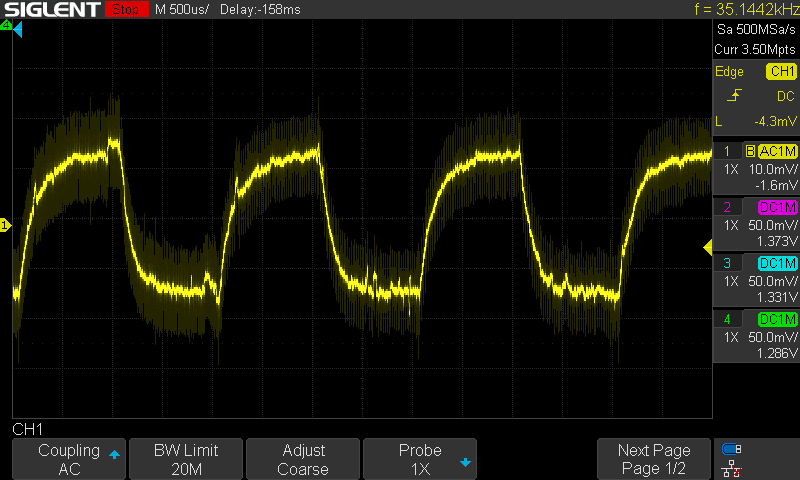 SIGLENT Stop M 500us/ Delay:-158ms f = 35.1442kHz
4
Sa 500MSa/s
Curr 3.50Mpts
Edge CH1
DC
L -4.3mV
1 B AC1M
1X 10.0mV/
-1.6mV
2 DC1M
1X 50.0mV/
1.373V
3 DC1M
1X 50.0mV/
1.331V
4 DC1M
1X 50.0mV/
1.286V
1
CH1
Coupling
AC
BW Limit
20M
Adjust
Coarse
Probe
1X
Next Page
Page 1/2